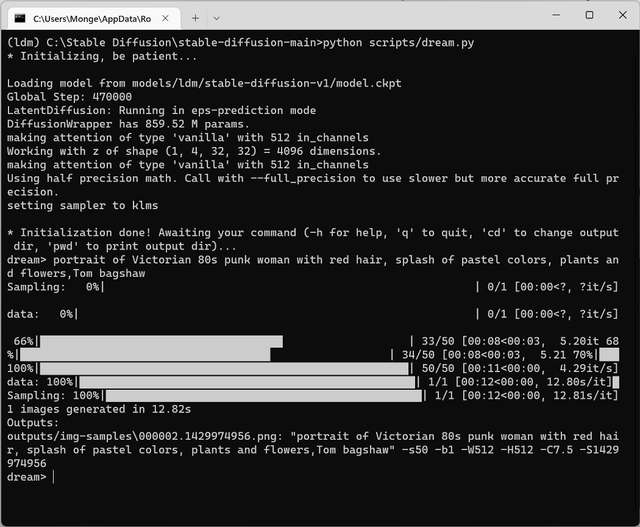 C:\Users\Monge\AppData\Ro
(ldm) C:\Stable Diffusion\stable-diffusion-main>python scripts/dream.py
* Initializing, be patient...
Loading model from models/ldm/stable-diffusion-v1/model.ckpt
Global Step: 470000
LatentDiffusion: Running in eps-prediction mode
DiffusionWrapper has 859.52 M params.
making attention of type 'vanilla' with 512 in_channels
Working with z of shape (1, 4, 32, 32) = 4096 dimensions.
making attention of type 'vanilla' with 512 in_channels
Using half precision math. Call with --full_precision to use slower but more accurate full pr
ecision.
setting sampler to klms
* Initialization done! Awaiting your command (-h for help, 'q' to quit, 'cd' to change output
 dir, 'pwd' to print output dir)...
dream> portrait of Victorian 80s punk woman with red hair, splash of pastel colors, plants an
d flowers,Tom bagshaw
Sampling:   0%| | 0/1 [00:00<?, ?it/s]
data:   0%| | 0/1 [00:00<?, ?it/s]
 66%| | 33/50 [00:08<00:03,  5.20it 68
%| | 34/50 [00:08<00:03,  5.21 70%|
100%| | 50/50 [00:11<00:00,  4.29it/s]
data: 100%| | 1/1 [00:12<00:00, 12.80s/it]
Sampling: 100%| | 1/1 [00:12<00:00, 12.81s/it]
1 images generated in 12.82s
Outputs:
outputs/img-samples\000002.1429974956.png: "portrait of Victorian 80s punk woman with red hai
r, splash of pastel colors, plants and flowers,Tom bagshaw" -s50 -b1 -W512 -H512 -C7.5 -S1429
974956
dream>